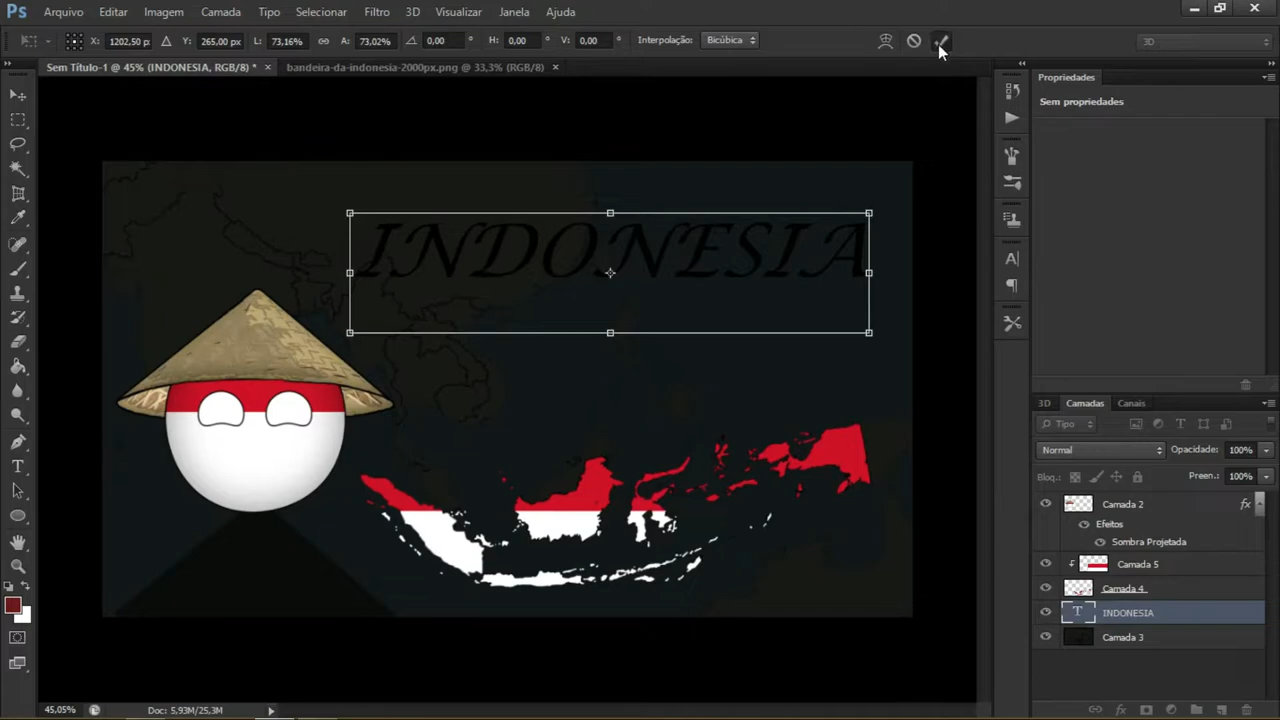 Ps Arquivo Editar Imagem Camada Tipo Selecionar Filtro 3D Visualizar Janela Ajuda
X: 1202,50 p: Y: 265,00 px L: 73,16% A: 73,02% 0,00 ° H: 0,00 ° V: 0,00 ° Interpolação: Bicúbica 3D
Sem Título-1 @ 45% (INDONESIA, RGB/8) * × bandeira-da-indonesia-2000px.png @ 33,3% (RGB/8) ×
Propriedades
Sem propriedades
INDONESIA
3D Camadas Canais
Tipo
Normal Opacidade: 100%
Bloq.: Preen.: 100%
Camada 2 fx
Efeitos
Sombra Projetada
Camada 5
Camada 4
T INDONESIA
Camada 3
45,05% Doc: 5,93M/25,3M